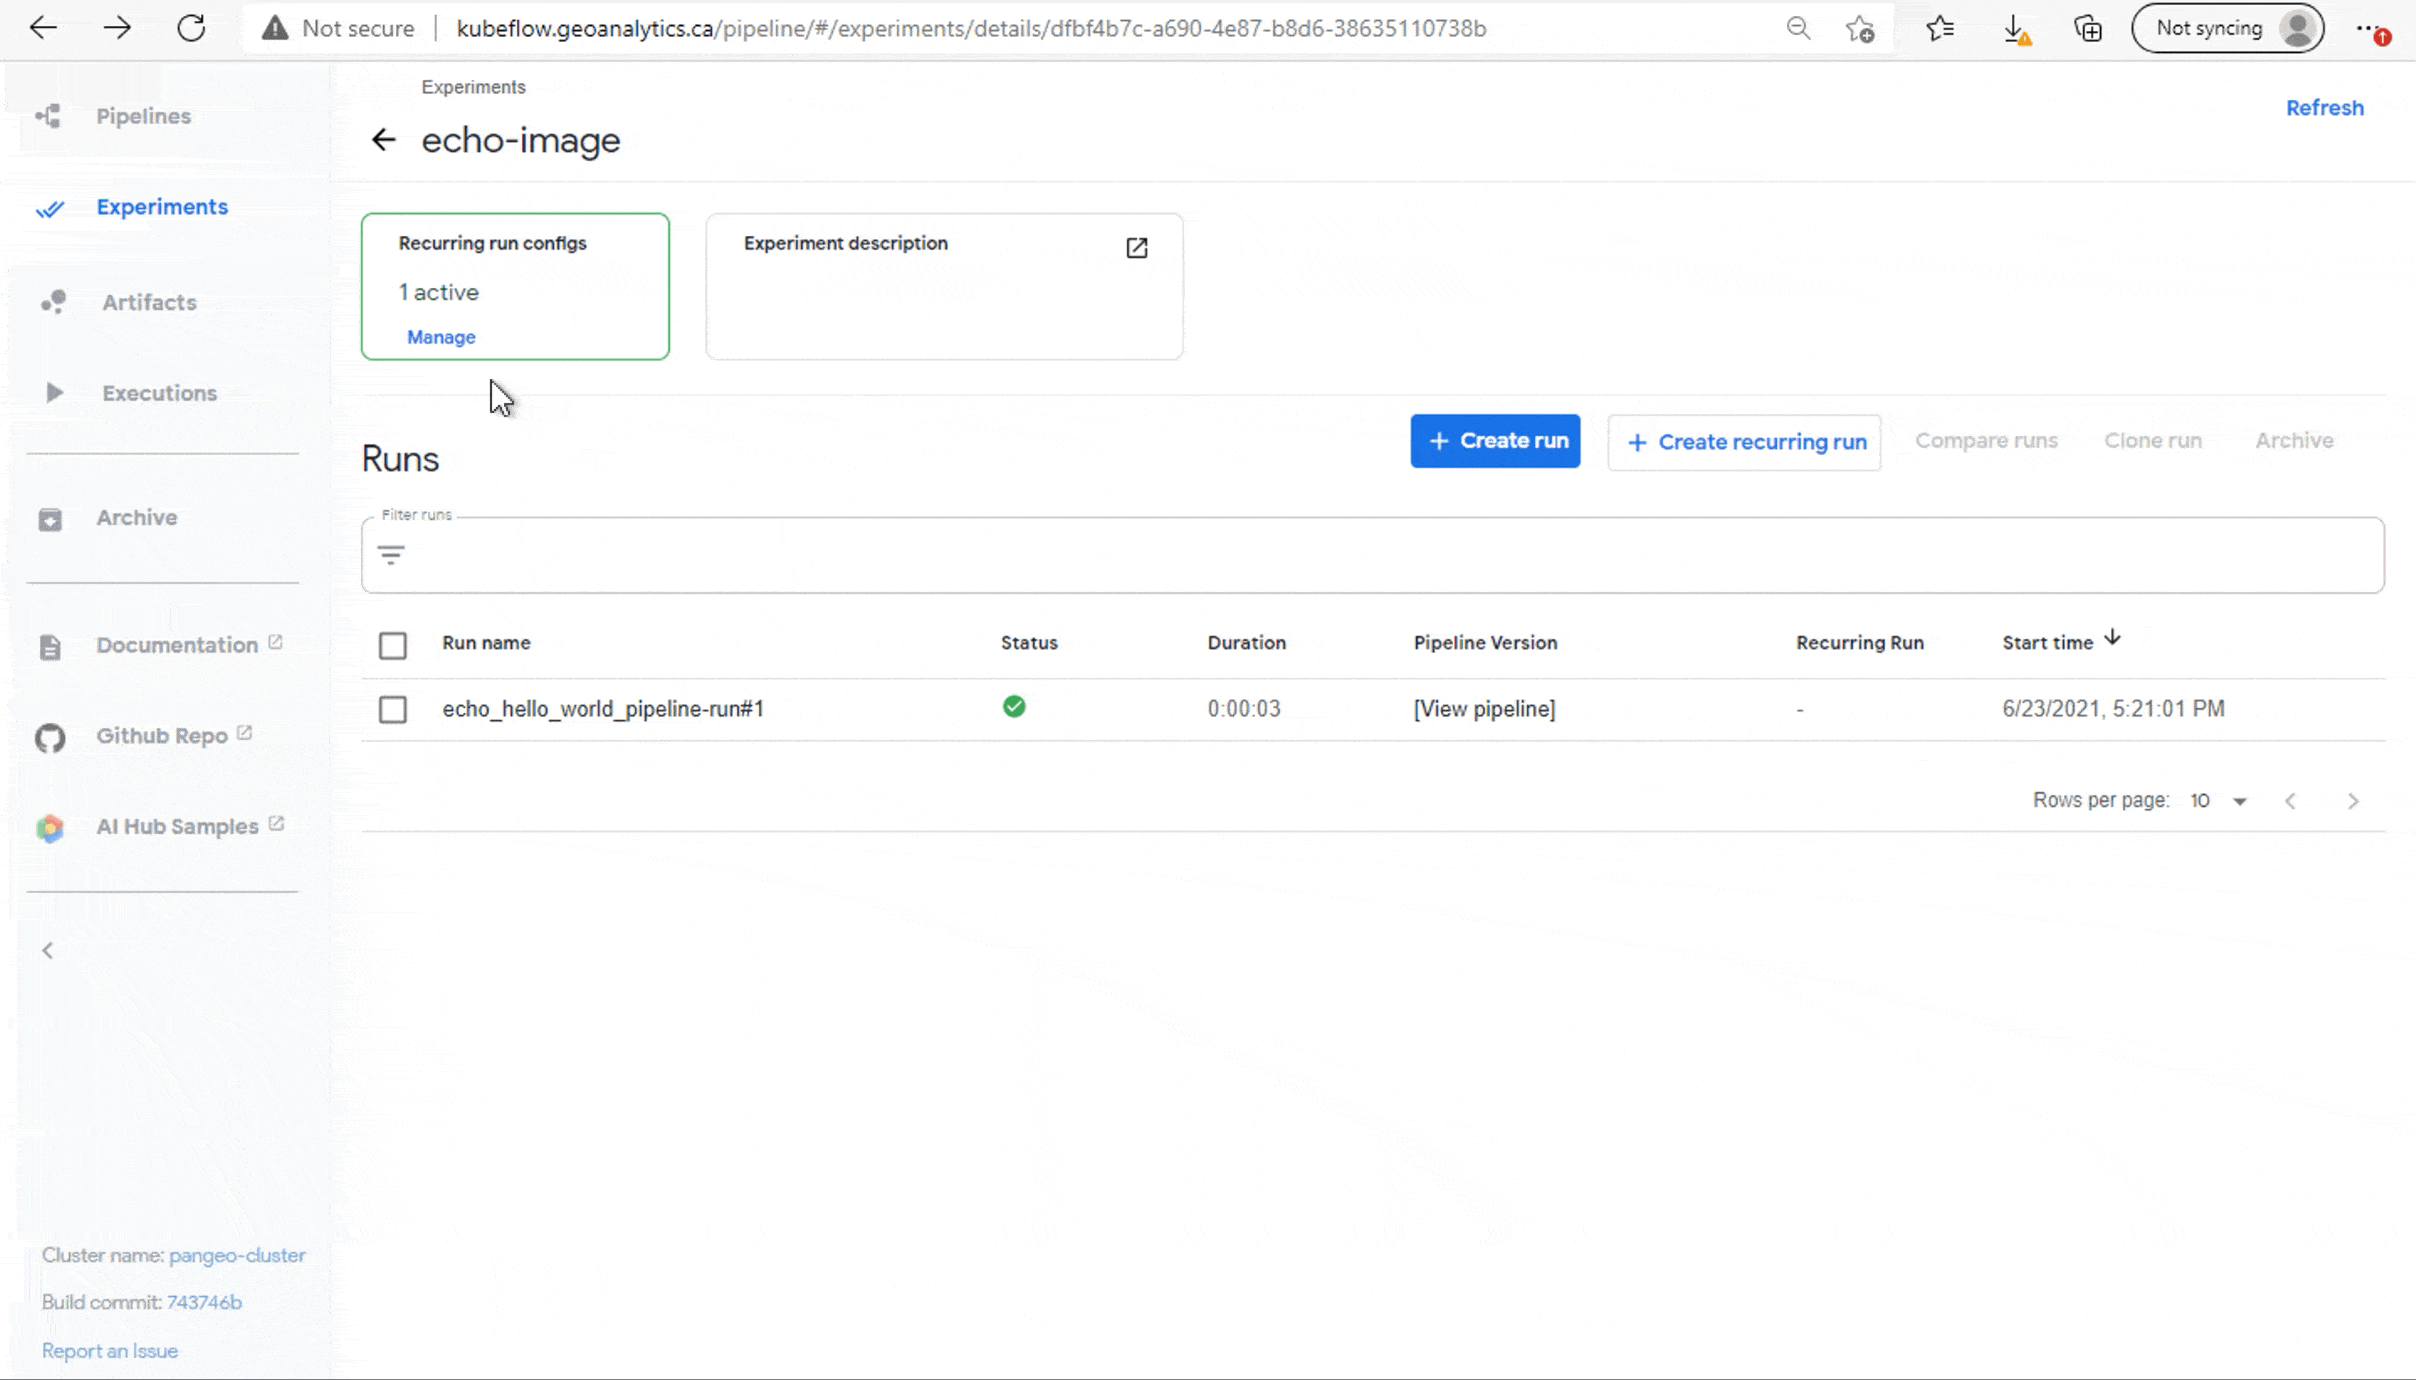 Not secure
kubeflow.geoanalytics.ca/pipeline/#/experiments/details/dfbf4b7c-a690-4e87-b8d6-38635110738b
Not syncing
Pipelines
Experiments
Artifacts
Executions
Archive
Documentation
Github Repo
AI Hub Samples
Cluster name: pangeo-cluster
Build commit: 743746b
Report an Issue
Experiments
echo-image
Refresh
Recurring run configs
1 active
Manage
Experiment description
Runs
+ Create run
+ Create recurring run
Compare runs
Clone run
Archive
Filter runs
Run name Status Duration Pipeline Version Recurring Run Start time
echo_hello_world_pipeline-run#1 0:00:03 [View pipeline] - 6/23/2021, 5:21:01 PM
Rows per page: 10